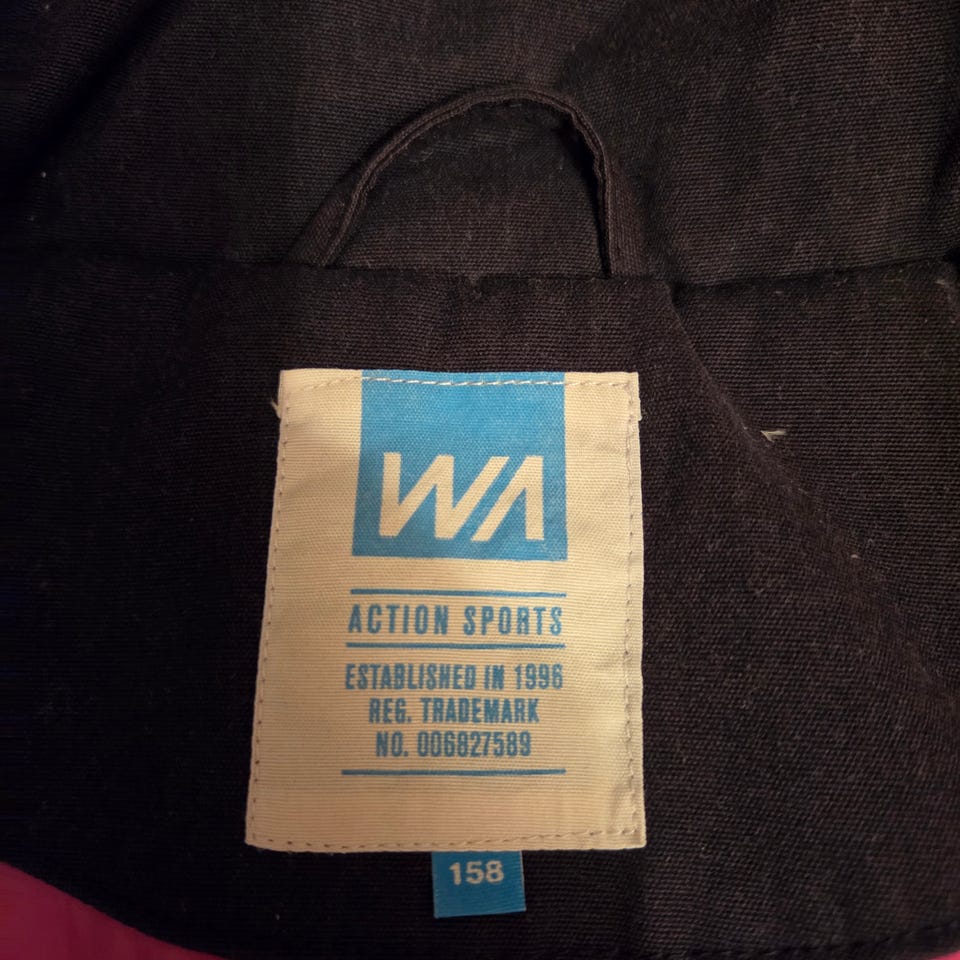 WA
ACTION SPORTS
ESTABLISHED IN 1996
REG. TRADEMARK
NO. 006827589
158